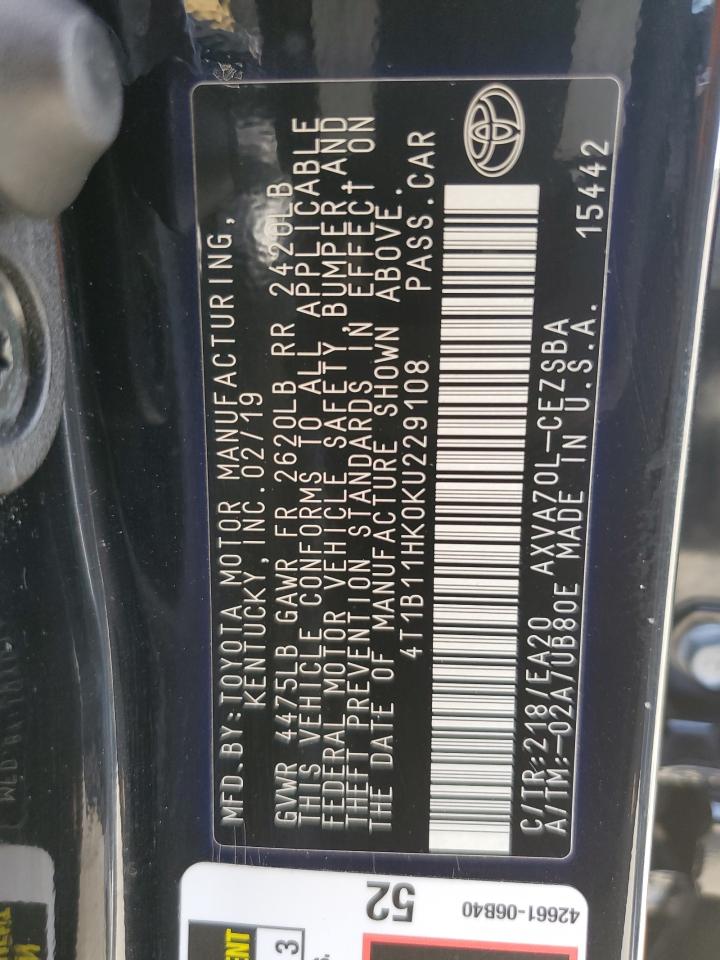 MFD.BY:TOYOTA MOTOR MANUFACTURING,
KENTUCKY, INC. 02/19
GVWR 4475LB GAWR FR 2620LB RR 2420LB
THIS VEHICLE CONFORMS TO ALL APPLICABLE
FEDERAL MOTOR VEHICLE SAFETY, BUMPER, AND
THEFT PREVENTION STANDARDS IN EFFECT ON
THE DATE OF MANUFACTURE SHOWN ABOVE.
4T1B11HK0KU229108 PASS.CAR
C/TR:218/EA20 AXVA70L-CEZSBA
A/TM:-02A/UB80E MADE IN U.S.A. 15442
52
42661-06B40
3